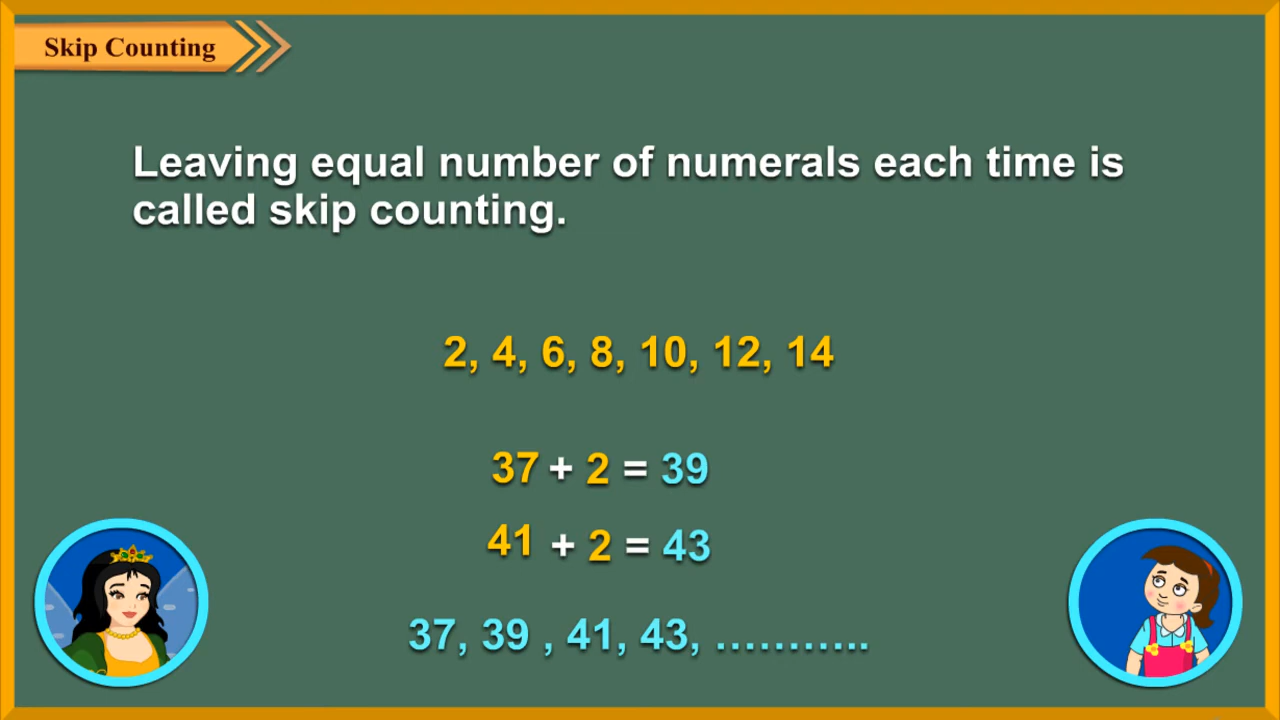 Skip Counting
Leaving equal number of numerals each time is
called skip counting.
2, 4, 6, 8, 10, 12, 14
37 + 2 = 39
41 + 2 = 43
37, 39 , 41, 43, ...........